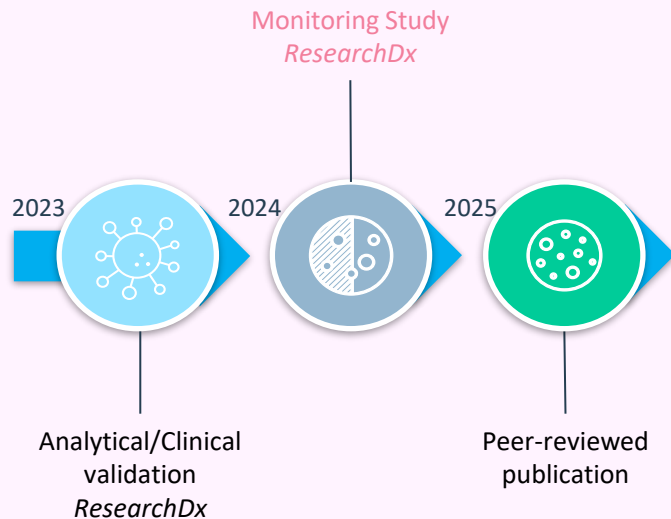 Monitoring Study
ResearchDx
2023
2024
2025
Analytical/Clinical
validation
ResearchDx
Peer-reviewed
publication